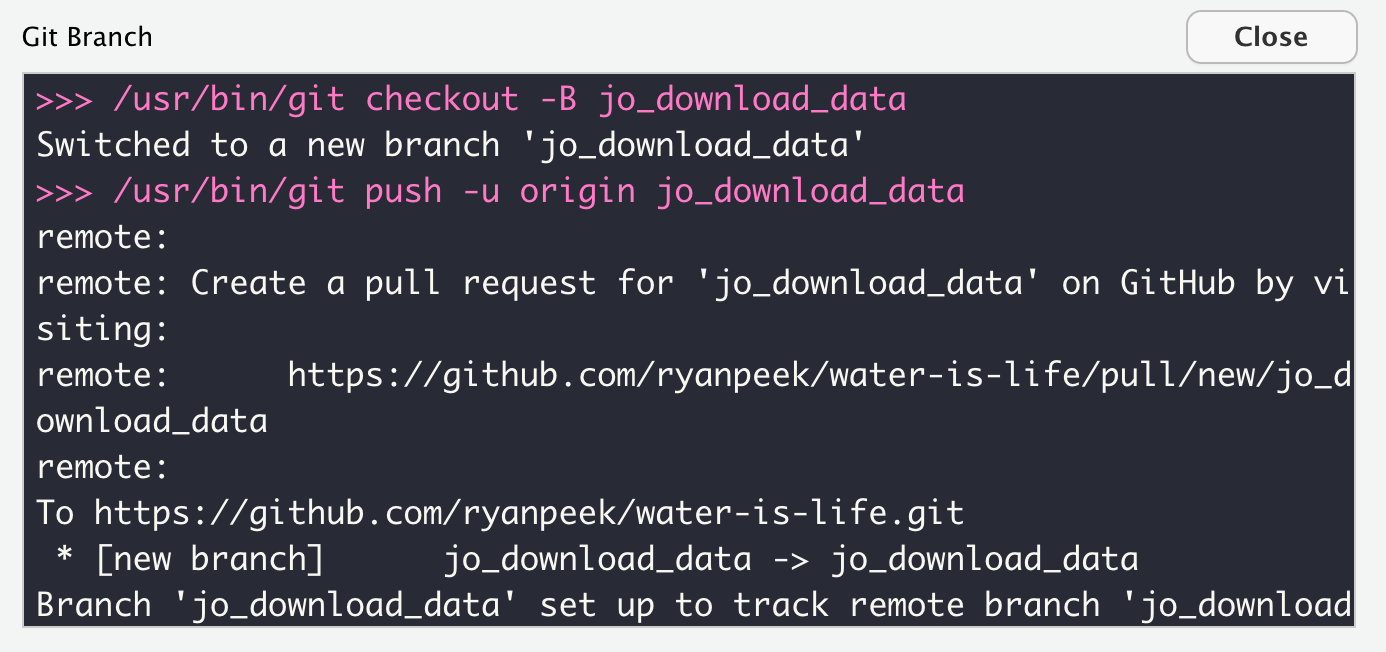 Git Branch
Close
>>> /usr/bin/git checkout -B jo_download_data
Switched to a new branch 'jo_download_data'
>>> /usr/bin/git push -u origin jo_download_data
remote:
remote: Create a pull request for 'jo_download_data' on GitHub by vi
siting:
remote:      https://github.com/ryanpeek/water-is-life/pull/new/jo_d
ownload_data
remote:
To https://github.com/ryanpeek/water-is-life.git
 * [new branch]      jo_download_data -> jo_download_data
Branch 'jo_download_data' set up to track remote branch 'jo_download